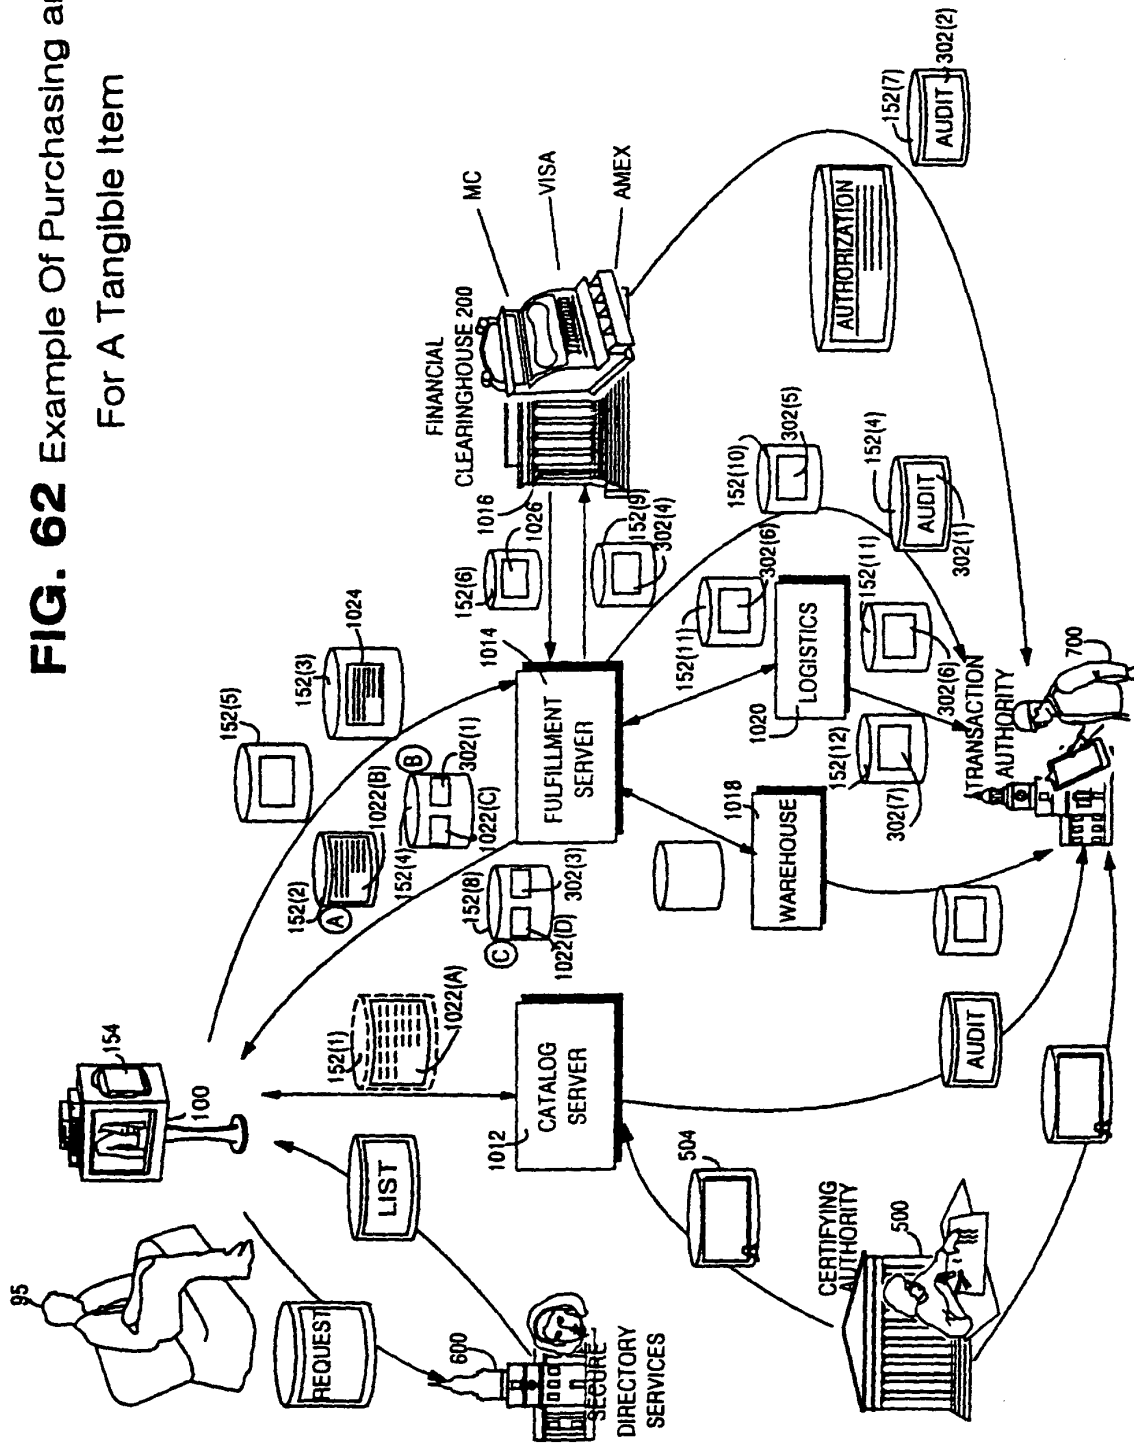 FIG. 62 Example Of Purchasing a
For A Tangible Item
95
154
100
REQUEST
LIST
600
SECURE
DIRECTORY
SERVICES
152(1)
1022(A)
CATALOG
SERVER
1012
504
CERTIFYING
AUTHORITY
500
152(5)
152(3)
1024
152(2)
A
1022(B)
152(4)
B
302(1)
1022(C)
152(8)
C
302(3)
1022(D)
FULFILLMENT
SERVER
1014
152(6)
1026
1016
FINANCIAL
CLEARINGHOUSE 200
MC
VISA
AMEX
152(9)
302(4)
152(10)
302(5)
152(11)
302(6)
LOGISTICS
1020
WAREHOUSE
1018
152(12)
302(7)
152(11)
302(6)
152(4)
AUDIT
302(1)
AUTHORIZATION
152(7)
AUDIT
302(2)
TRANSACTION
AUTHORITY
700
AUDIT